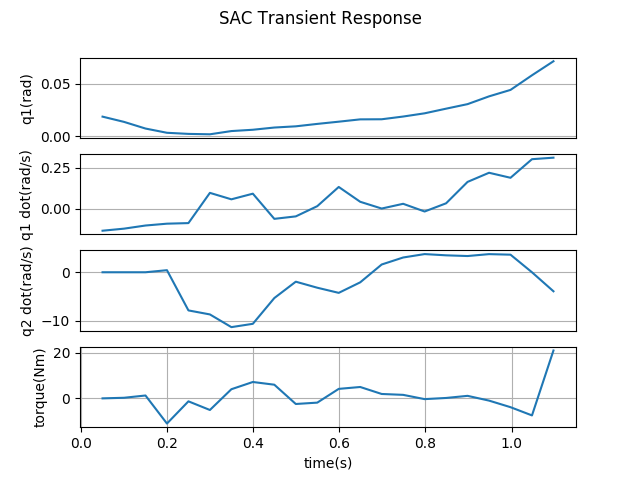 SAC Transient Response
q1(rad)
0.05
0.00
q1 dot(rad/s)
0.25
0.00
q2 dot(rad/s)
0
−10
torque(Nm)
20
0
0.0 0.2 0.4 0.6 0.8 1.0
time(s)